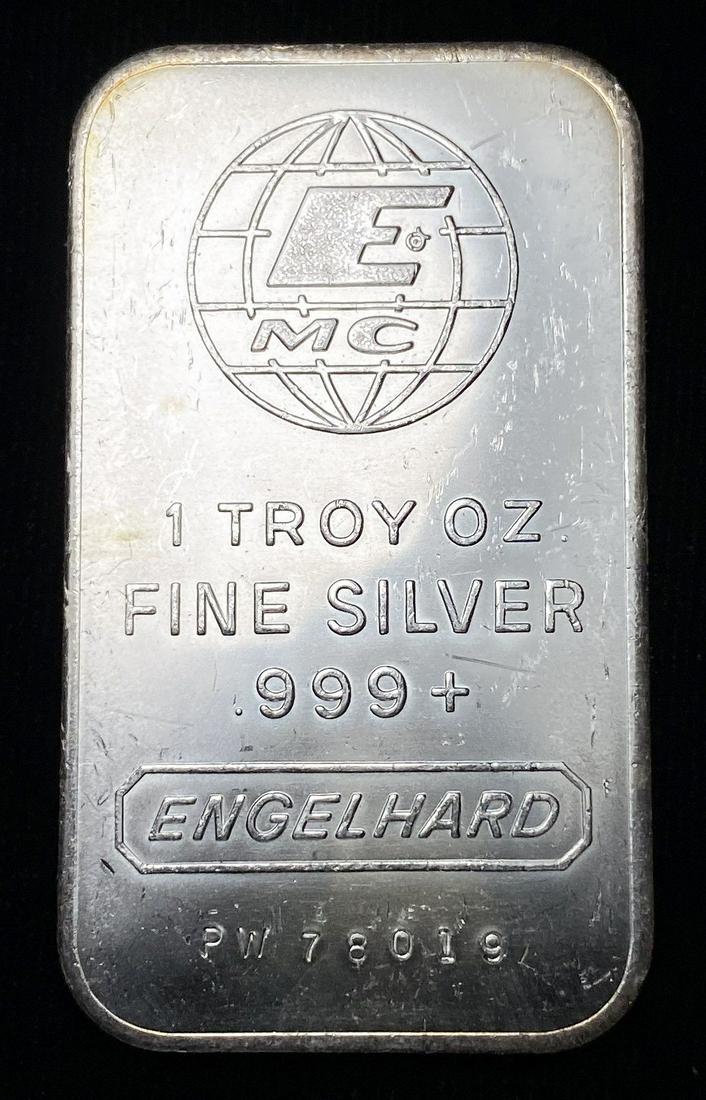 E
MC
1 TROY OZ.
FINE SILVER
.999+
ENGELHARD
PW 78019